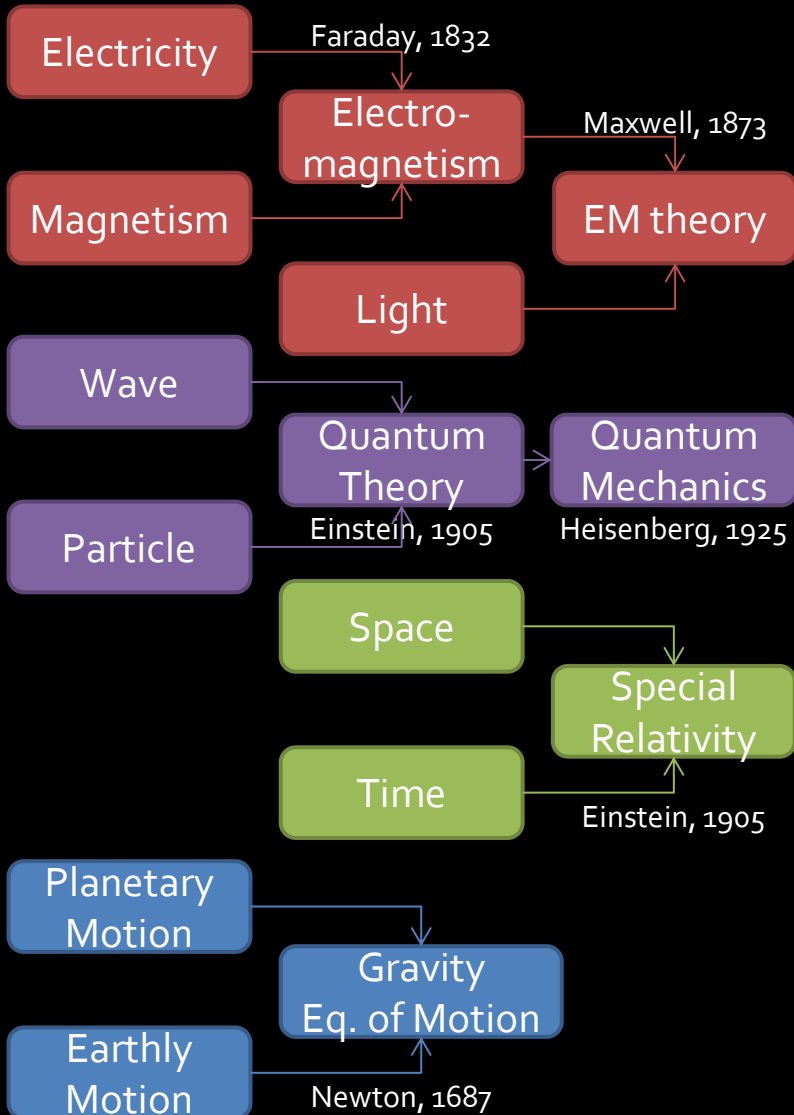 Electricity
Faraday, 1832
Electro-
magnetism
Maxwell, 1873
Magnetism
EM theory
Light
Wave
Quantum
Theory
Quantum
Mechanics
Particle
Einstein, 1905
Heisenberg, 1925
Space
Special
Relativity
Time
Einstein, 1905
Planetary
Motion
Gravity
Eq. of Motion
Earthly
Motion
Newton, 1687